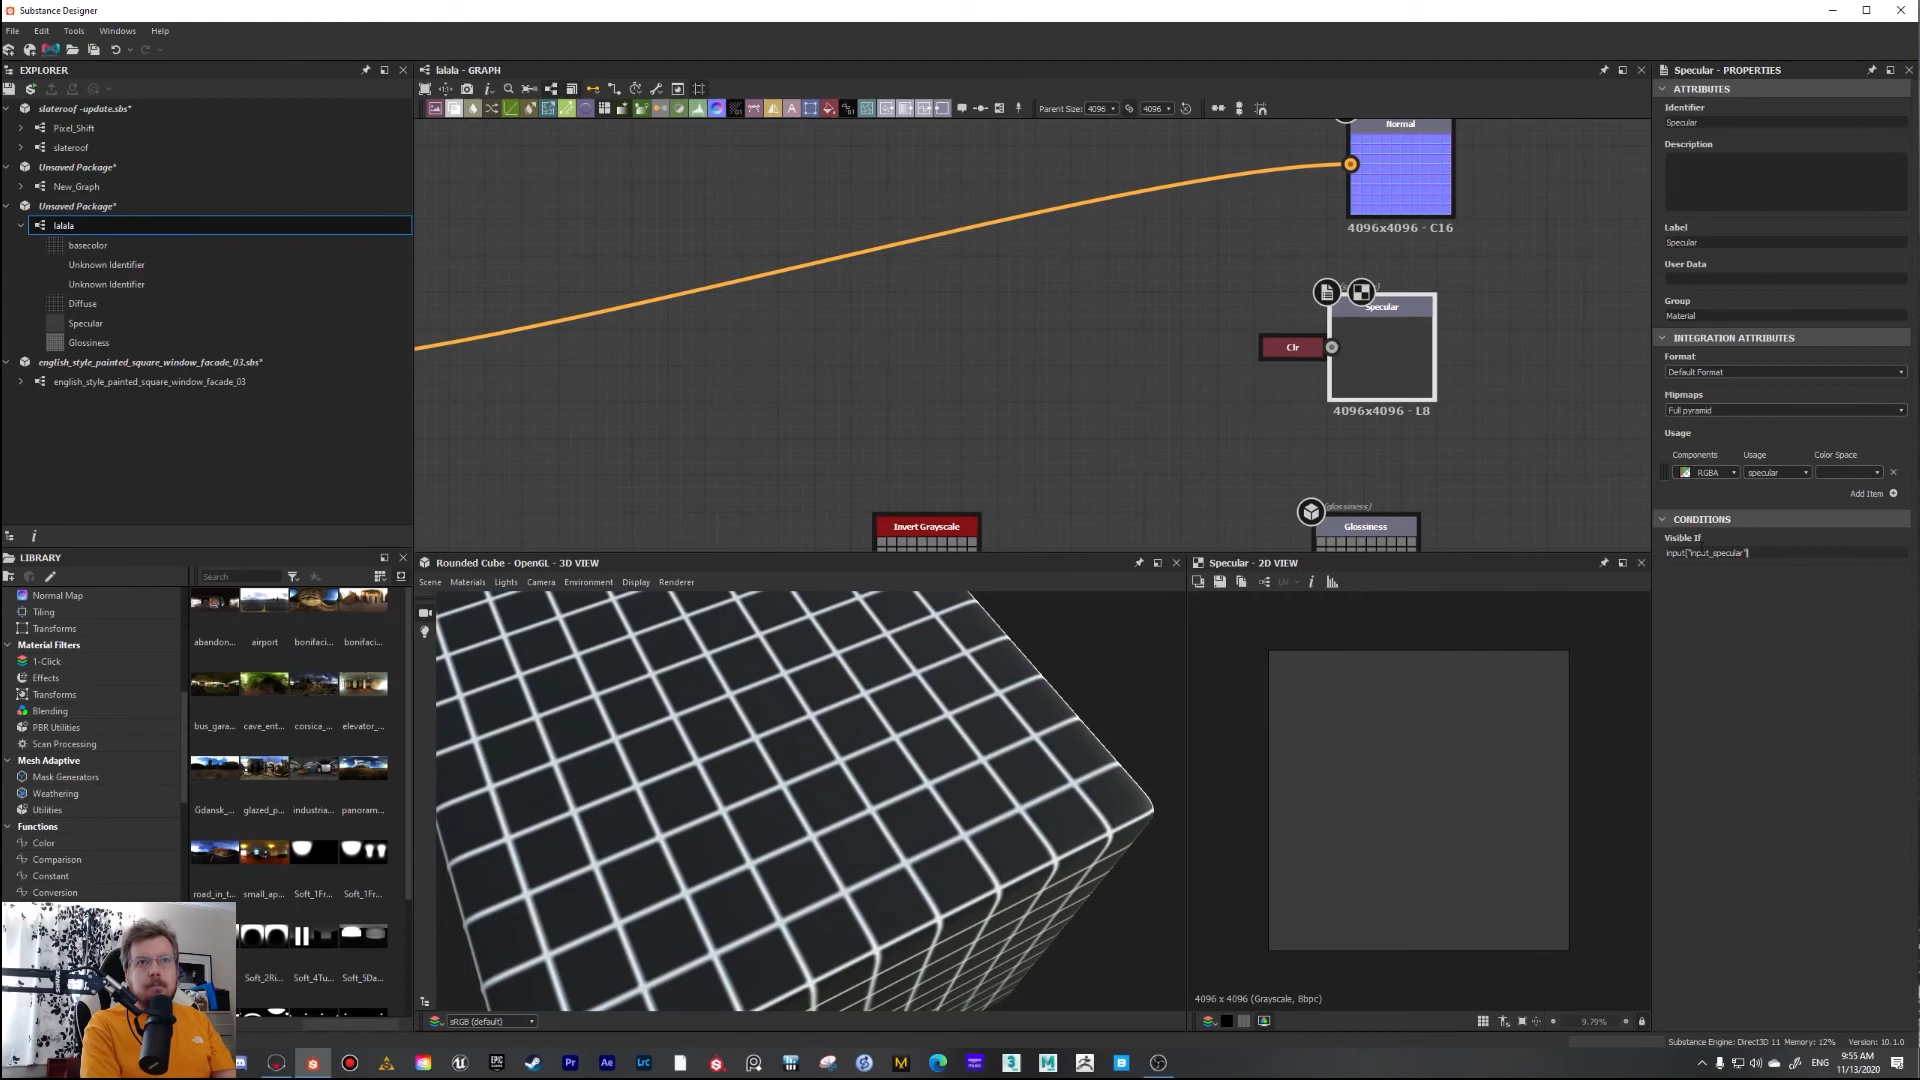 Substance Designer
File Edit Tools Windows Help
EXPLORER
slateroof -update.sbs*
Pixel_Shift
slateroof
Unsaved Package*
New_Graph
Unsaved Package*
lalala
basecolor
Unknown Identifier
Unknown Identifier
Diffuse
Specular
Glossiness
english_style_painted_square_window_facade_03.sbs*
english_style_painted_square_window_facade_03
LIBRARY
Search
Normal Map
Tiling
Transforms
Material Filters
1-Click
Effects
Transforms
Blending
PBR Utilities
Scan Processing
Mesh Adaptive
Mask Generators
Weathering
Utilities
Functions
Color
Comparison
Constant
Conversion
abandon... airport bonifaci... bonifaci...
bus_gara... cave_ent... corsica_... elevator_...
Gdansk_... glazed_p... industria... panoram...
road_in_t... small_ap... Soft_1Fr... Soft_1Fr...
Soft_2Ri... Soft_4Tu... Soft_5Da...
lalala - GRAPH
Parent Size: 4096 4096
Normal
4096x4096 - C16
Specular
Clr
4096x4096 - L8
Invert Grayscale
(glossiness)
Glossiness
Rounded Cube - OpenGL - 3D VIEW
Scene Materials Lights Camera Environment Display Renderer
sRGB (default)
Specular - 2D VIEW
UV
4096 x 4096 (Grayscale, 8bpc)
9.79%
Specular - PROPERTIES
ATTRIBUTES
Identifier
Specular
Description
Label
Specular
User Data
Group
Material
INTEGRATION ATTRIBUTES
Format
Default Format
Mipmaps
Full pyramid
Usage
Components Usage Color Space
RGBA specular
Add Item
CONDITIONS
Visible If
input["input_specular"]
Substance Engine: Direct3D 11 Memory: 12% Version: 10.1.0
ENG
9:55 AM
11/13/2020